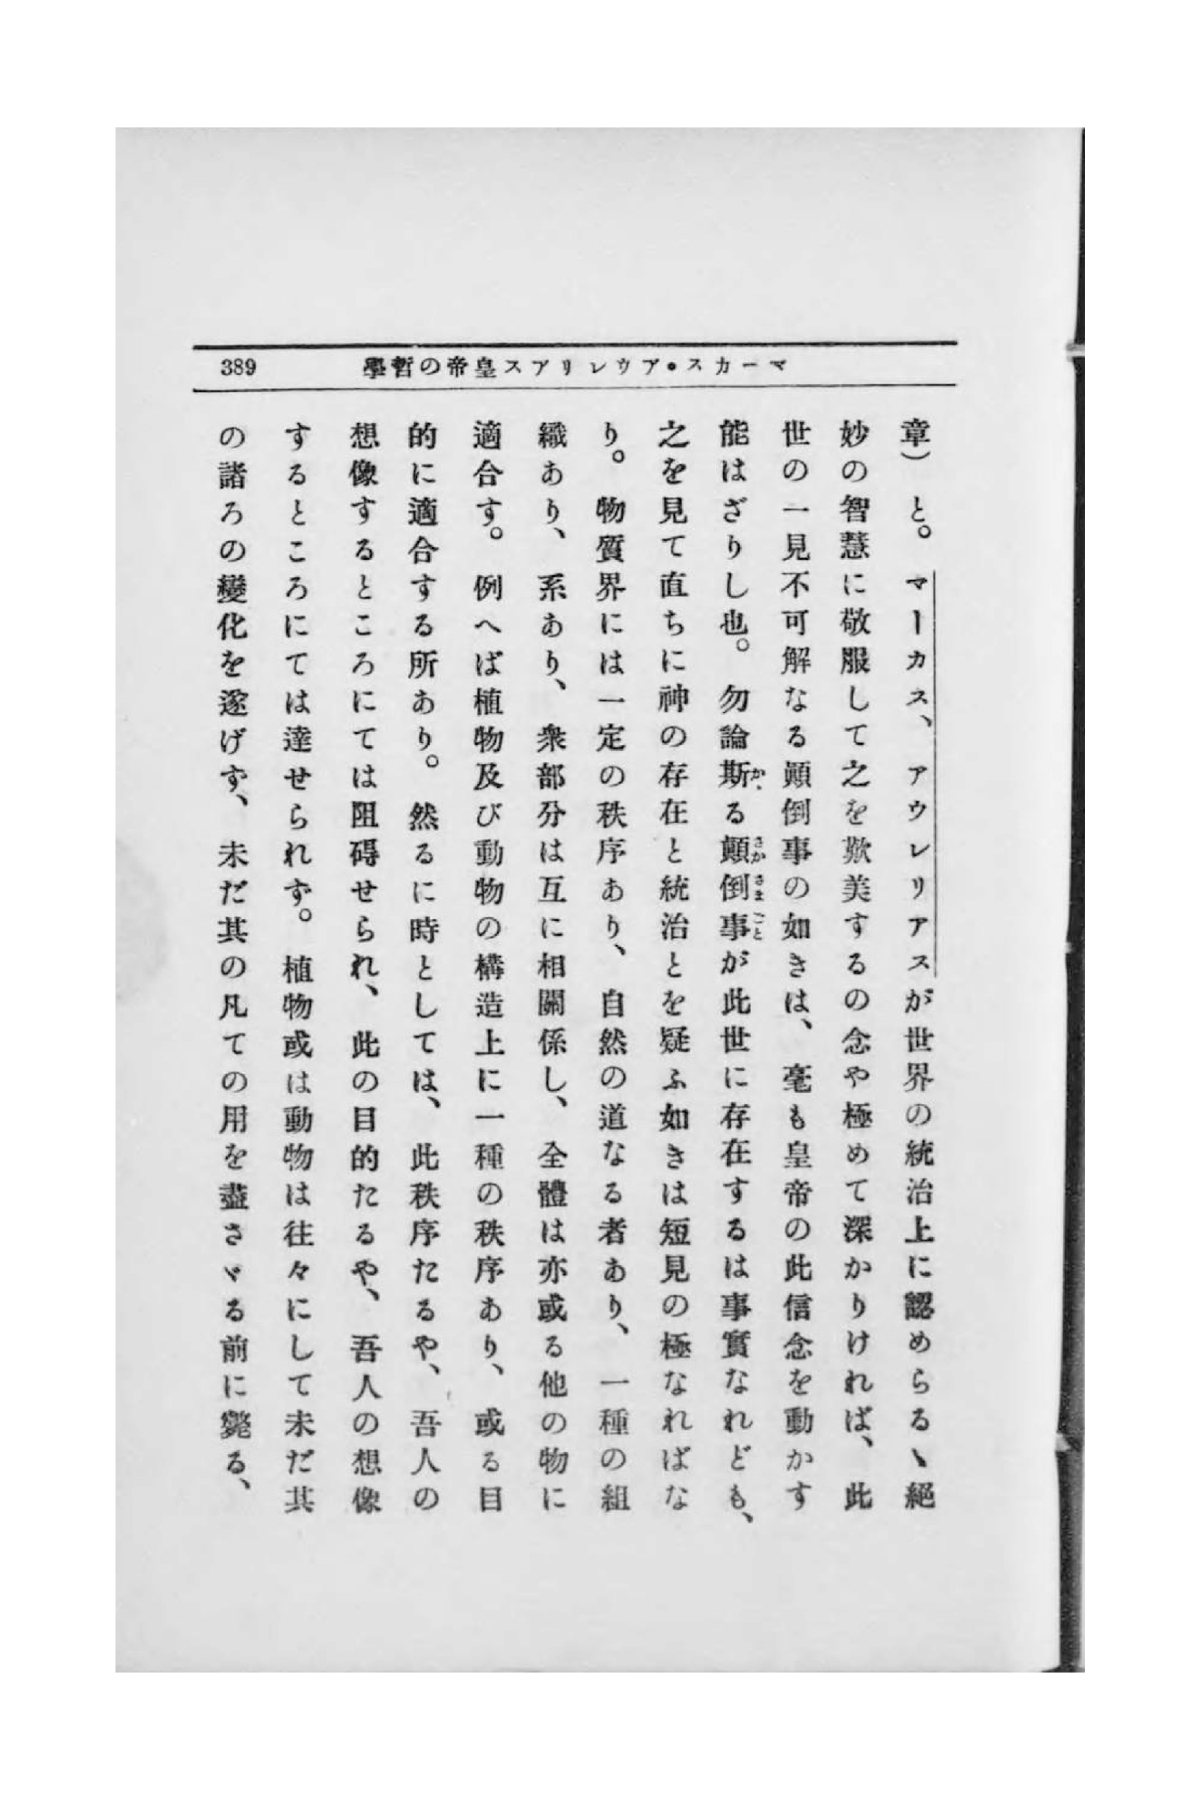 マーカス・アウレリアス皇帝の哲學
389
章)と。マーカス、アウレリアスが世界の統治上に認めらるゝ絕
妙の智慧に敬服して之を歎美するの念や極めて深かりければ、此
世の一見不可解なる顚倒事の如きは、毫も皇帝の此信念を動かす
能はざりし也。勿論斯かゝる顚倒事さかさまごとが此世に存在するは事實なれども、
之を見て直ちに神の存在と統治とを疑ふ如きは短見の極なればな
り。物質界には一定の秩序あり、自然の道なる者あり、一種の組
織あり、系あり、衆部分は互に相關係し、全體は亦或る他の物に
適合す。例へば植物及び動物の構造上に一種の秩序あり、或る目
的に適合する所あり。然るに時としては、此秩序たるや、吾人の
想像するところにては阻碍せられ、此の目的たるや、吾人の想像
するところにては達せられず。植物或は動物は往々にして未だ其
の諸ろの變化を遂げず、未だ其の凡ての用を盡さゞる前に斃る、